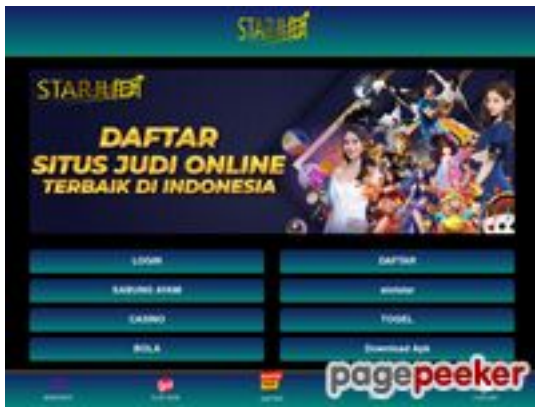 STARJUDI
STARJUDI
DAFTAR
SITUS JUDI ONLINE
TERBAIK DI INDONESIA
LOGIN
DAFTAR
SABUNG AYAM
CASINO
TOGEL
BOLA
Download Apk
pagepeeker